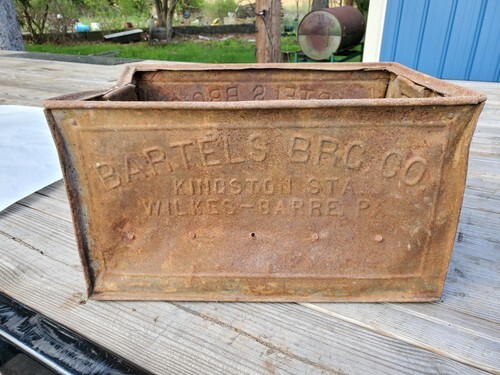 BARTELS BRG. CO.
KINGSTON STA.
WILKES-BARRE, PA